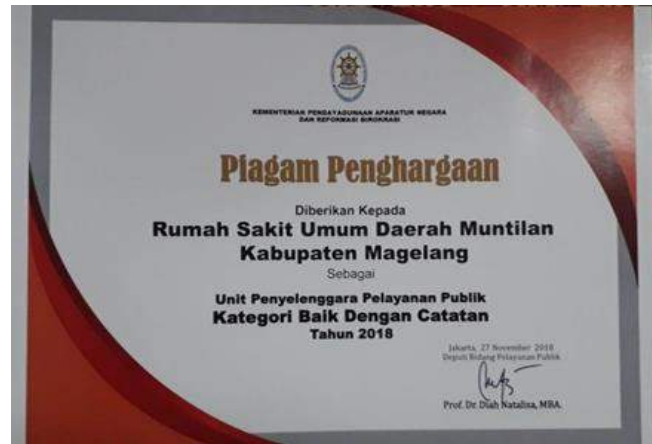 KEMENTERIAN PENDAYAGUNAAN APARATUR NEGARA
DAN REFORMASI BIROKRASI
Piagam Penghargaan
Diberikan Kepada
Rumah Sakit Umum Daerah Muntilan
Kabupaten Magelang
Sebagai
Unit Penyelenggara Pelayanan Publik
Kategori Baik Dengan Catatan
Tahun 2018
Jakarta, 27 November 2018
Deputi Bidang Pelayanan Publik
Prof. Dr. Diah Natalisa, MBA.